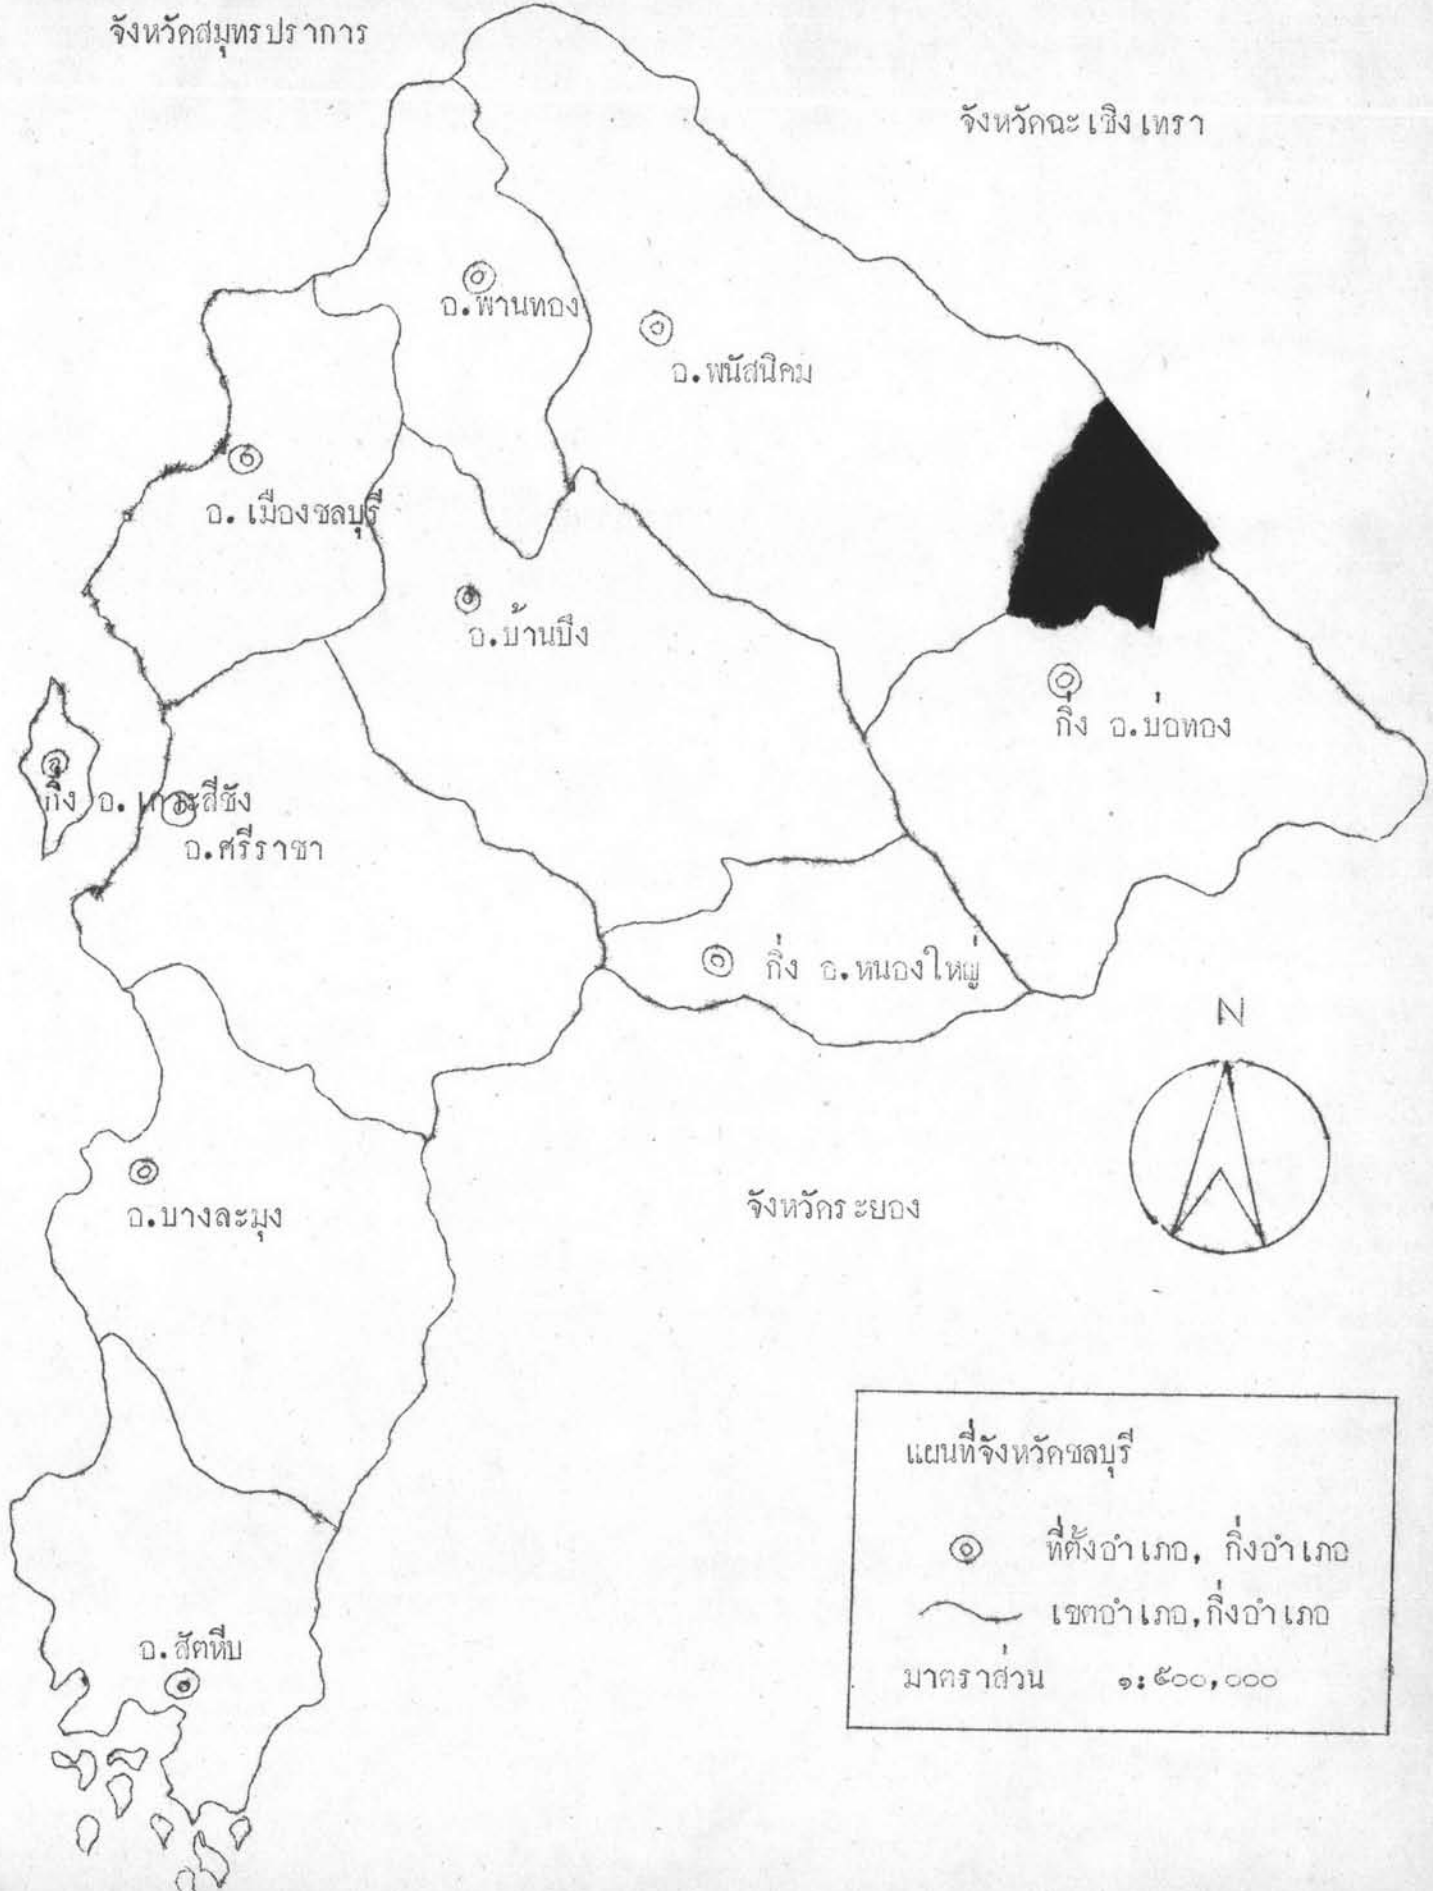 จังหวัดสมุทรปราการ
จังหวัดฉะเชิงเทรา
อ.พานทอง
อ.พนัสนิคม
อ. เมืองชลบุรี
อ.บ้านบึง
กิ่ง อ.บ่อทอง
กิ่ง อ. เกาะสีชัง
อ.ศรีราชา
กิ่ง อ.หนองใหญ่
N
อ.บางละมุง
จังหวัดระยอง
แผนที่จังหวัดชลบุรี
ที่ตั้งอำเภอ, กิ่งอำเภอ
เขตอำเภอ,กิ่งอำเภอ
มาตราส่วน ๑:๕๐๐,๐๐๐
อ.สัตหีบ